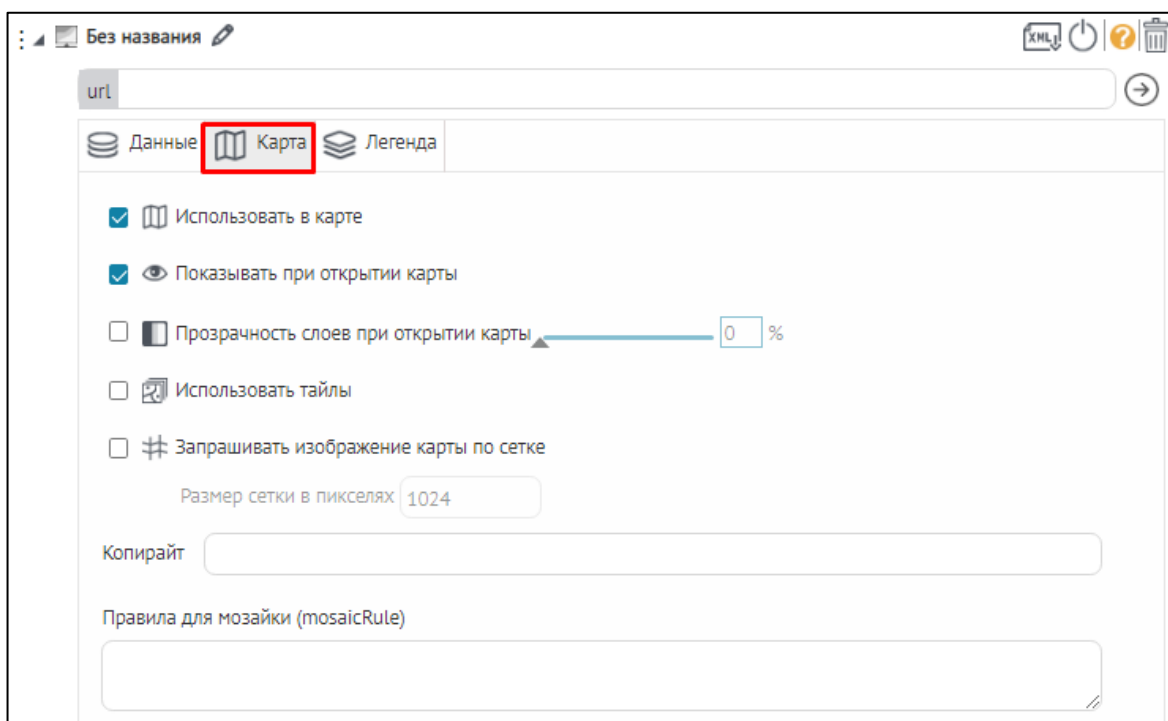 Без названия
XML
?
url
Данные Карта Легенда
Использовать в карте
Показывать при открытии карты
Прозрачность слоев при открытии карты 0 %
Использовать тайлы
Запрашивать изображение карты по сетке
Размер сетки в пикселях 1024
Копирайт
Правила для мозайки (mosaicRule)